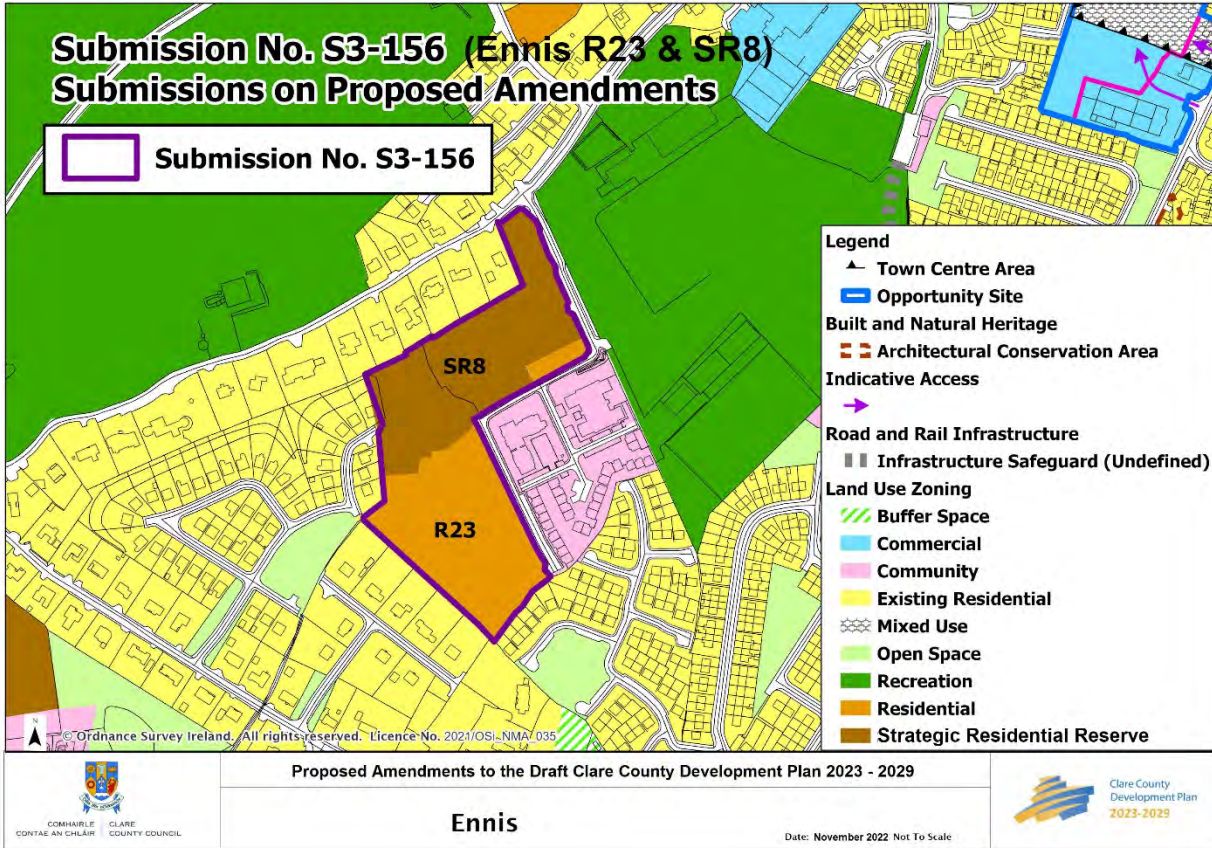 Submission No. S3-156 (Ennis R23 & SR8)
Submissions on Proposed Amendments
Submission No. S3-156
SR8
R23
Legend
Town Centre Area
Opportunity Site
Built and Natural Heritage
Architectural Conservation Area
Indicative Access
Road and Rail Infrastructure
Infrastructure Safeguard (Undefined)
Land Use Zoning
Buffer Space
Commercial
Community
Existing Residential
Mixed Use
Open Space
Recreation
Residential
Strategic Residential Reserve
N
© Ordnance Survey Ireland. All rights reserved. Licence No. 2021/OSi_NMA_035
COMHAIRLE CLARE
CONTAE AN CHLÁIR COUNTY COUNCIL
Proposed Amendments to the Draft Clare County Development Plan 2023 - 2029
Ennis
Date: November 2022 Not To Scale
Clare County
Development Plan
2023-2029